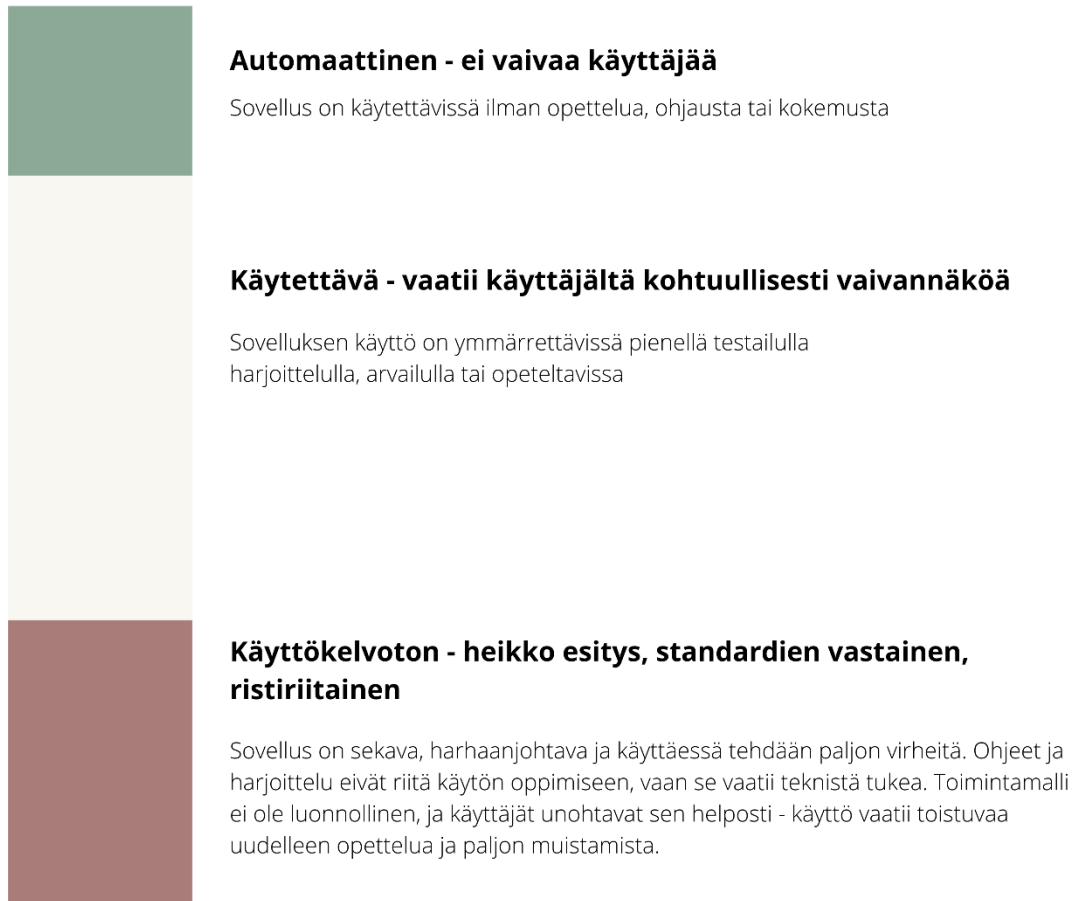 Automaattinen - ei vaivaa käyttäjää
Sovellus on käytettävissä ilman opettelua, ohjausta tai kokemusta
Käytettävä - vaatii käyttäjältä kohtuullisesti vaivannäköä
Sovelluksen käyttö on ymmärrettävissä pienellä testailulla
harjoittelulla, arvailulla tai opeteltavissa
Käyttökelvoton - heikko esitys, standardien vastainen,
ristiriitainen
Sovellus on sekava, harhaanjohtava ja käyttäessä tehdään paljon virheitä. Ohjeet ja
harjoittelu eivät riitä käytön oppimiseen, vaan se vaatii teknistä tukea. Toimintamalli
ei ole luonnollinen, ja käyttäjät unohtavat sen helposti - käyttö vaatii toistuvaa
uudelleen opettelua ja paljon muistamista.